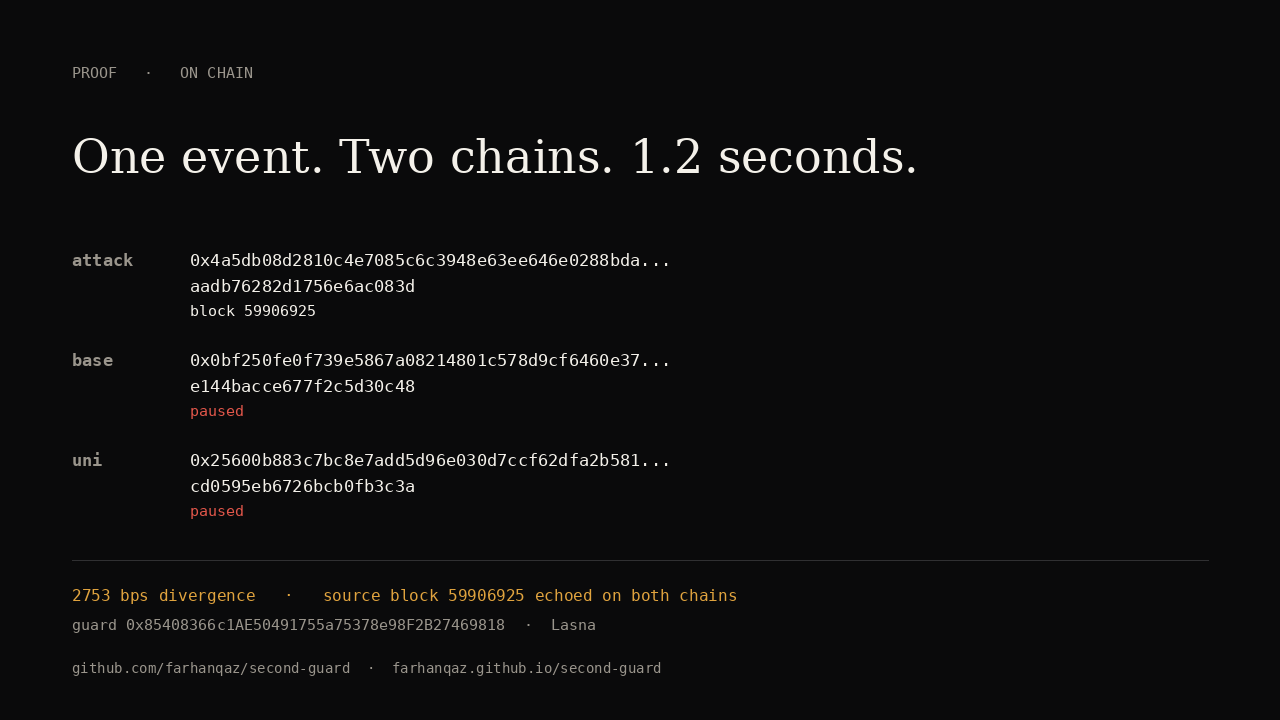 PROOF · ON CHAIN
One event. Two chains. 1.2 seconds.
attack 0x4a5db08d2810c4e7085c6c3948e63ee646e0288bda...
aadb76282d1756e6ac083d
block 59906925
base 0x0bf250fe0f739e5867a08214801c578d9cf6460e37...
e144bacce677f2c5d30c48
paused
uni 0x25600b883c7bc8e7add5d96e030d7ccf62dfa2b581...
cd0595eb6726bcb0fb3c3a
paused
2753 bps divergence · source block 59906925 echoed on both chains
guard 0x85408366c1AE50491755a75378e98F2B27469818 · Lasna
github.com/farhanqaz/second-guard · farhanqaz.github.io/second-guard